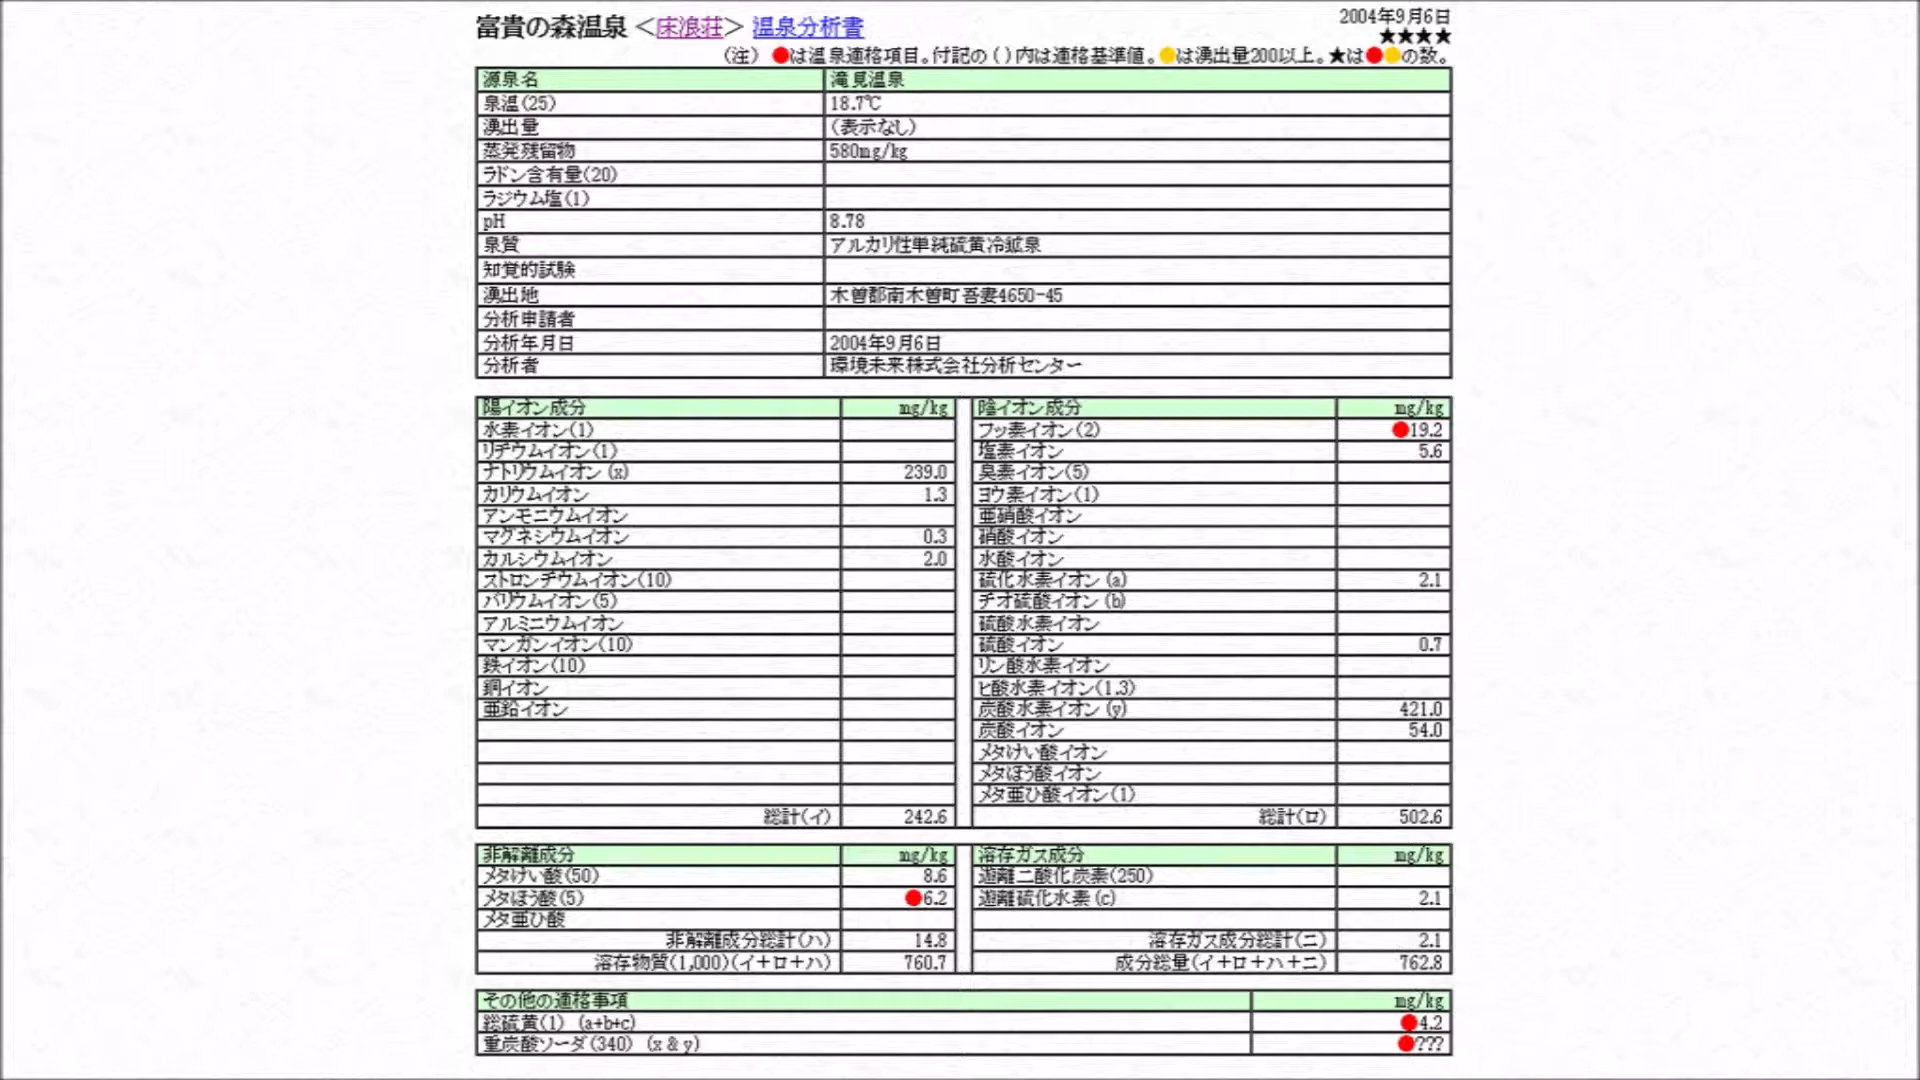 富貴の森温泉 <床浪荘> 温泉分析書
2004年9月6日
★★★★
(注) ●は温泉適格項目。付記の()内は適格基準値。●は湧出量200以上。★は●●の数。
源泉名 滝見温泉
泉温(25) 18.7℃
湧出量 (表示なし)
蒸発残留物 580mg/kg
ラドン含有量(20)
ラジウム塩(1)
pH 8.78
泉質 アルカリ性単純硫黄冷鉱泉
知覚的試験
湧出地 木曽郡南木曽町吾妻4650-45
分析申請者
分析年月日 2004年9月6日
分析者 環境未来株式会社分析センター
陽イオン成分 mg/kg 陰イオン成分 mg/kg
水素イオン(1) フッ素イオン(2) ●19.2
リチウムイオン(1) 塩素イオン 5.6
ナトリウムイオン(x) 239.0 臭素イオン(5)
カリウムイオン 1.3 ヨウ素イオン(1)
アンモニウムイオン 亜硝酸イオン
マグネシウムイオン 0.3 硝酸イオン
カルシウムイオン 2.0 水酸イオン
ストロンチウムイオン(10) 硫化水素イオン(a) 2.1
バリウムイオン(5) チオ硫酸イオン(b)
アルミニウムイオン 硫酸水素イオン
マンガンイオン(10) 硫酸イオン 0.7
鉄イオン(10) リン酸水素イオン
銅イオン ヒ酸水素イオン(1.3)
亜鉛イオン 炭酸水素イオン(y) 421.0
炭酸イオン 54.0
メタけい酸イオン
メタほう酸イオン
メタ亜ひ酸イオン(1)
総計(イ) 242.6 総計(ロ) 502.6
非解離成分 mg/kg 溶存ガス成分 mg/kg
メタけい酸(50) 8.6 遊離二酸化炭素(250)
メタほう酸(5) ●6.2 遊離硫化水素(c) 2.1
メタ亜ひ酸
非解離成分総計(ハ) 14.8 溶存ガス成分総計(ニ) 2.1
溶存物質(1,000)(イ+ロ+ハ) 760.7 成分総量(イ+ロ+ハ+ニ) 762.8
その他の適格事項 mg/kg
総硫黄(1) (a+b+c) ●4.2
重炭酸ソーダ(340) (x & y) ●???